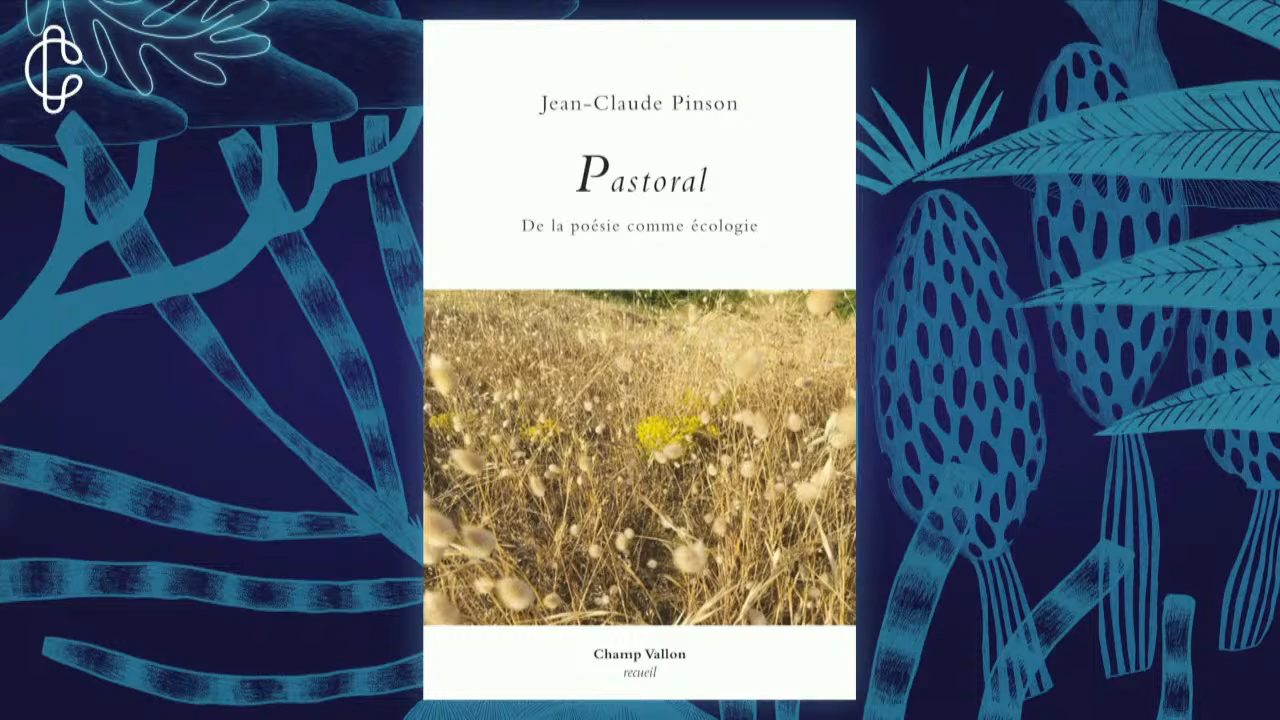 Jean-Claude Pinson
Pastoral
De la poésie comme écologie
Champ Vallon
recueil